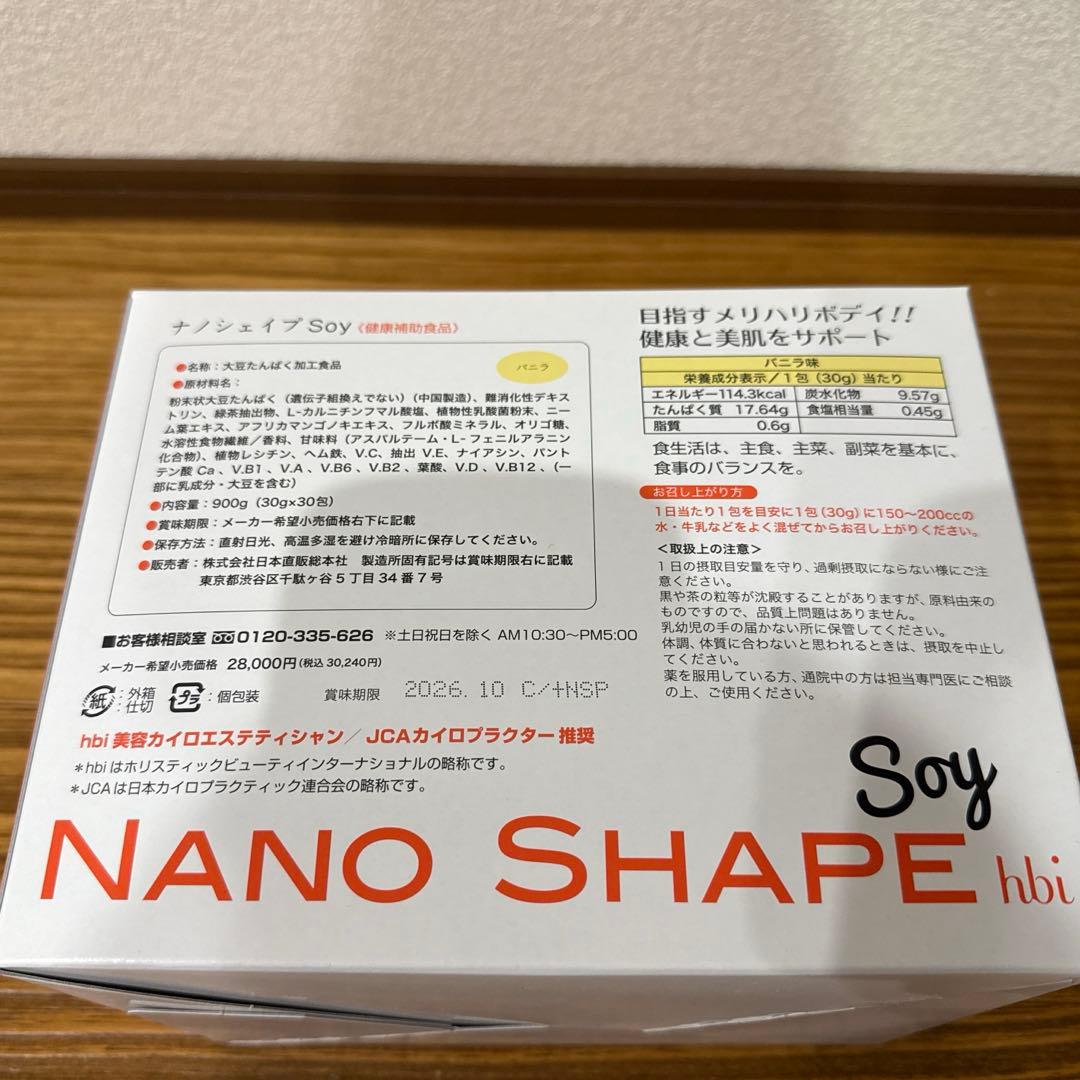 ナノシェイプSoy《健康補助食品》
バニラ
●名称：大豆たんぱく加工食品
●原材料名：
粉末状大豆たんぱく（遺伝子組換えでない）（中国製造）、難消化性デキス
トリン、緑茶抽出物、L-カルニチンフマル酸塩、植物性乳酸菌粉末、ニー
ム葉エキス、アフリカマンゴノキエキス、フルボ酸ミネラル、オリゴ糖、
水溶性食物繊維／香料、甘味料（アスパルテーム・L-フェニルアラニン
化合物）、植物レシチン、ヘム鉄、V.C、抽出 V.E、ナイアシン、パント
テン酸 Ca 、V.B1 、V.A 、V.B6 、V.B2 、葉酸、V.D 、V.B12 、（一
部に乳成分・大豆を含む）
●内容量：900g（30g×30包）
●賞味期限：メーカー希望小売価格右下に記載
●保存方法：直射日光、高温多湿を避け冷暗所に保存してください。
●販売者：株式会社日本直販総本社 製造所固有記号は賞味期限右に記載
東京都渋谷区千駄ヶ谷5丁目34番7号
■お客様相談室 0120-335-626 ※土日祝日を除く AM10:30〜PM5:00
メーカー希望小売価格 28,000円（税込 30,240円）
紙：外箱
：仕切
プラ：個包装
賞味期限 2026.10 C/+NSP
hbi 美容カイロエステティシャン／ JCAカイロプラクター 推奨
＊hbi はホリスティックビューティインターナショナルの略称です。
＊JCA は日本カイロプラクティック連合会の略称です。
目指すメリハリボディ!!
健康と美肌をサポート
バニラ味
栄養成分表示／1包（30g）当たり
エネルギー114.3kcal 炭水化物 9.57g
たんぱく質 17.64g 食塩相当量 0.45g
脂質 0.6g
食生活は、主食、主菜、副菜を基本に、
食事のバランスを。
お召し上がり方
1日当たり1包を目安に1包（30g）に150〜200ccの
水・牛乳などをよく混ぜてからお召し上がりください。
＜取扱上の注意＞
1日の摂取目安量を守り、過剰摂取にならない様にご注
意ください。
黒や茶の粒等が沈殿することがありますが、原料由来の
ものですので、品質上問題はありません。
乳幼児の手の届かない所に保管してください。
体調、体質に合わないと思われるときは、摂取を中止し
てください。
薬を服用している方、通院中の方は担当専門医にご相談
の上、ご使用ください。
Soy
NANO SHAPE hbi